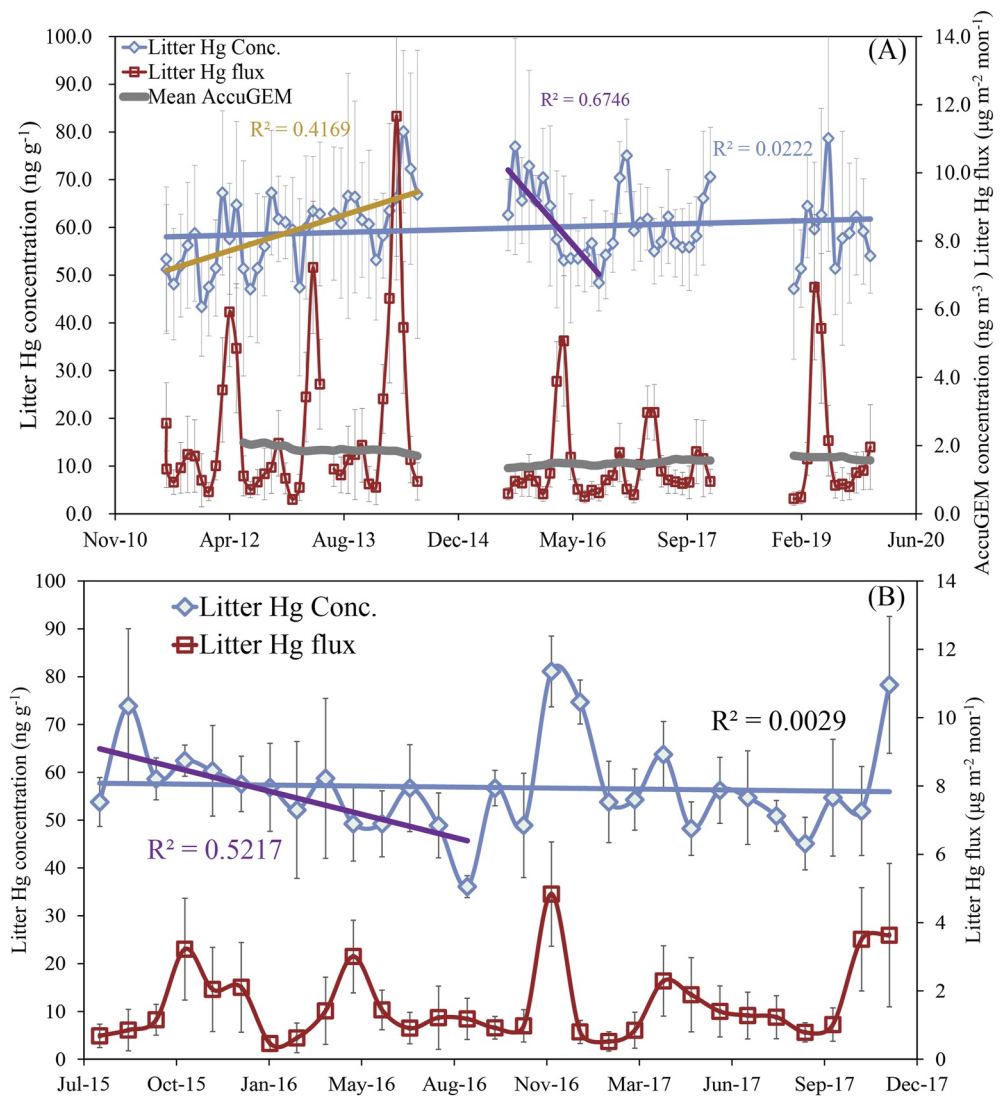 (A)
Litter Hg Conc.
Litter Hg flux
Mean AccuGEM
R² = 0.4169
R² = 0.6746
R² = 0.0222
Litter Hg concentration (ng g⁻¹)
100.0
90.0
80.0
70.0
60.0
50.0
40.0
30.0
20.0
10.0
0.0
14.0
12.0
10.0
8.0
6.0
4.0
2.0
0.0
AccuGEM concentration (ng m⁻³ ) Litter Hg flux (µg m⁻² mon⁻¹)
Nov-10 Apr-12 Aug-13 Dec-14 May-16 Sep-17 Feb-19 Jun-20
(B)
Litter Hg Conc.
Litter Hg flux
R² = 0.0029
R² = 0.5217
Litter Hg concentration (ng g⁻¹)
100
90
80
70
60
50
40
30
20
10
0
14
12
10
8
6
4
2
0
Litter Hg flux (µg m⁻² mon⁻¹)
Jul-15 Oct-15 Jan-16 May-16 Aug-16 Nov-16 Mar-17 Jun-17 Sep-17 Dec-17